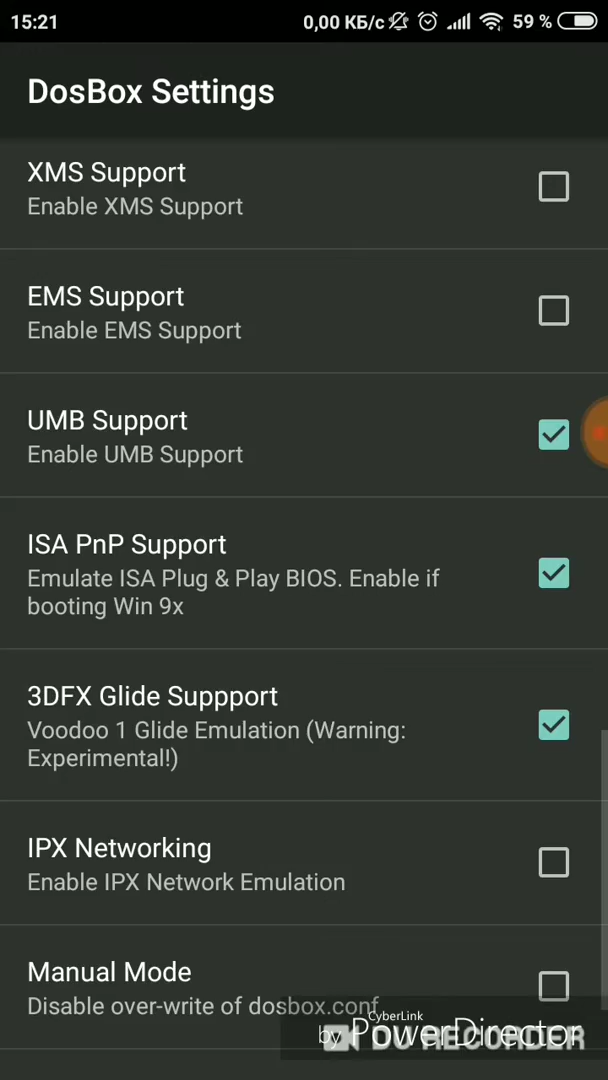 15:21 0,00 КБ/с 59 %
DosBox Settings
XMS Support
Enable XMS Support
EMS Support
Enable EMS Support
UMB Support
Enable UMB Support
ISA PnP Support
Emulate ISA Plug & Play BIOS. Enable if
booting Win 9x
3DFX Glide Suppport
Voodoo 1 Glide Emulation (Warning:
Experimental!)
IPX Networking
Enable IPX Network Emulation
Manual Mode
Disable over-write of dosbox.conf
CyberLink
by PowerDirector
DU RECORDER